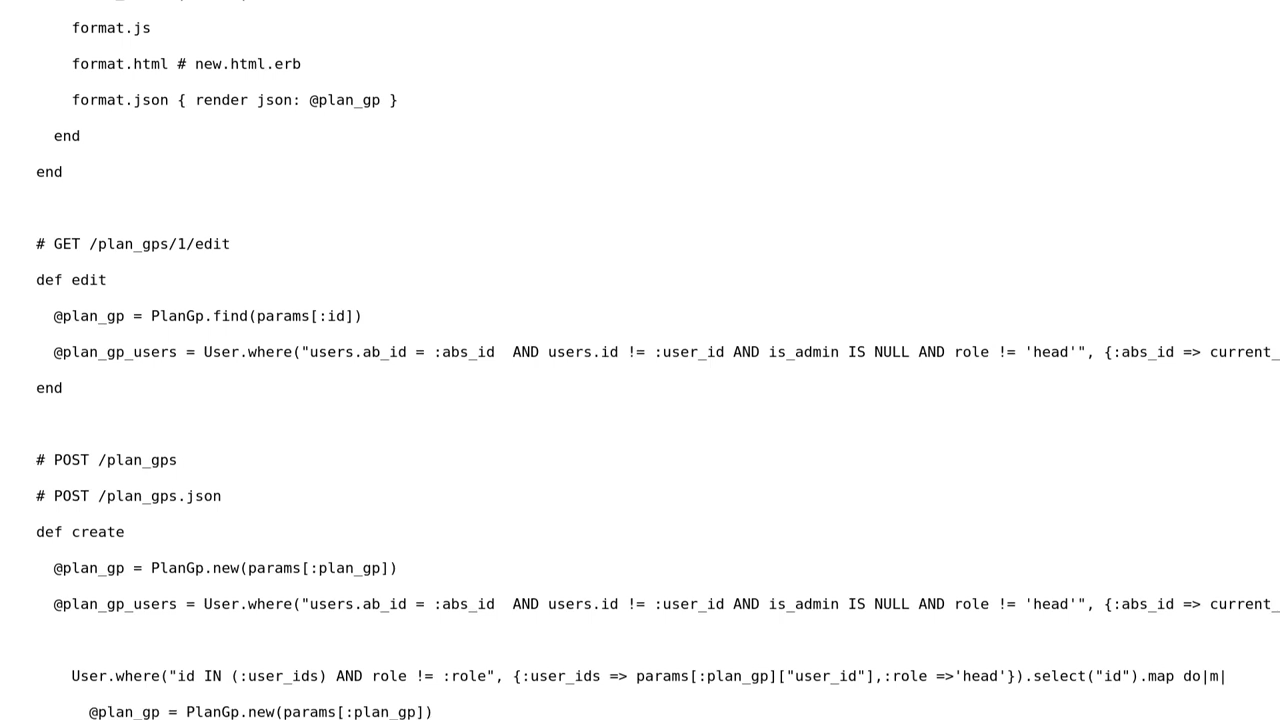 format.js
format.html # new.html.erb
format.json { render json: @plan_gp }
end
end
# GET /plan_gps/1/edit
def edit
@plan_gp = PlanGp.find(params[:id])
@plan_gp_users = User.where("users.ab_id = :abs_id  AND users.id != :user_id AND is_admin IS NULL AND role != 'head'", {:abs_id => current_
end
# POST /plan_gps
# POST /plan_gps.json
def create
@plan_gp = PlanGp.new(params[:plan_gp])
@plan_gp_users = User.where("users.ab_id = :abs_id  AND users.id != :user_id AND is_admin IS NULL AND role != 'head'", {:abs_id => current_
User.where("id IN (:user_ids) AND role != :role", {:user_ids => params[:plan_gp]["user_id"],:role =>'head'}).select("id").map do|m|
@plan_gp = PlanGp.new(params[:plan_gp])